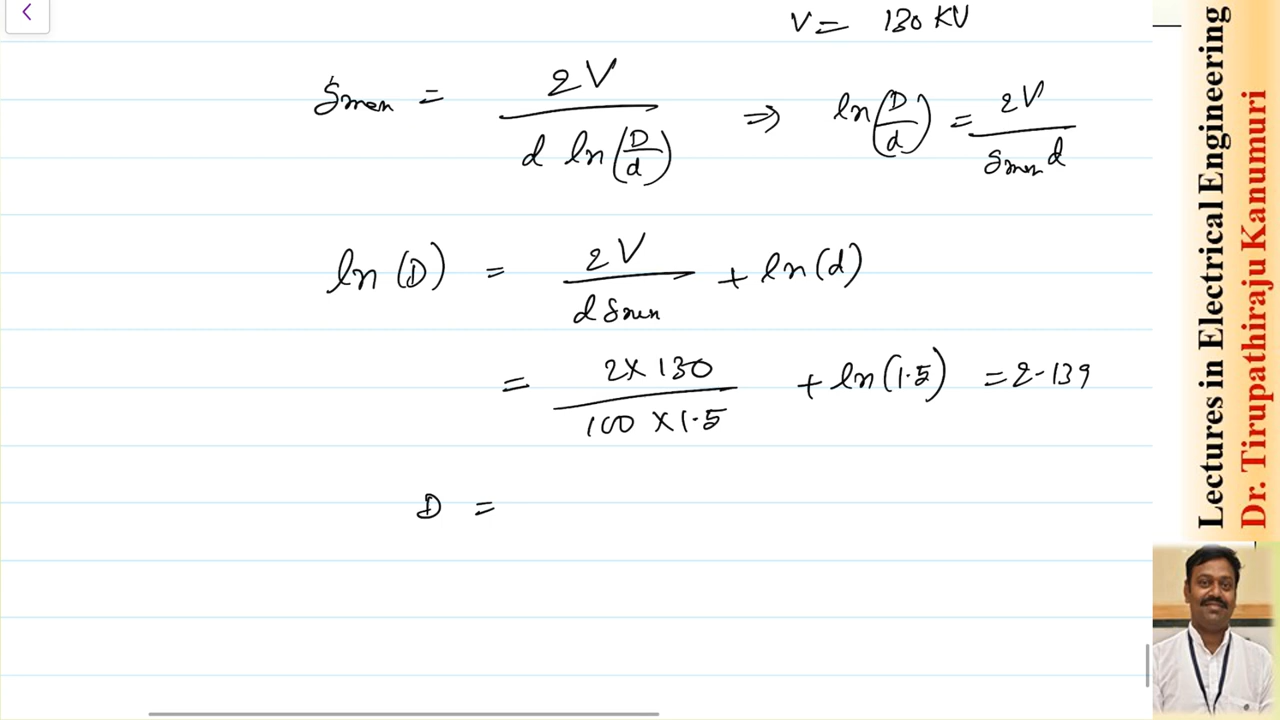 V = 130 KV
gmax = 2V / d ln(D/d) ⇒ ln(D/d) = 2V / gmax d
ln(D) = 2V / d gmax + ln(d)
= 2×130 / 100×1.5 + ln(1.5) = 2.139
D =
Lectures in Electrical Engineering
Dr. Tirupathiraju Kanumuri